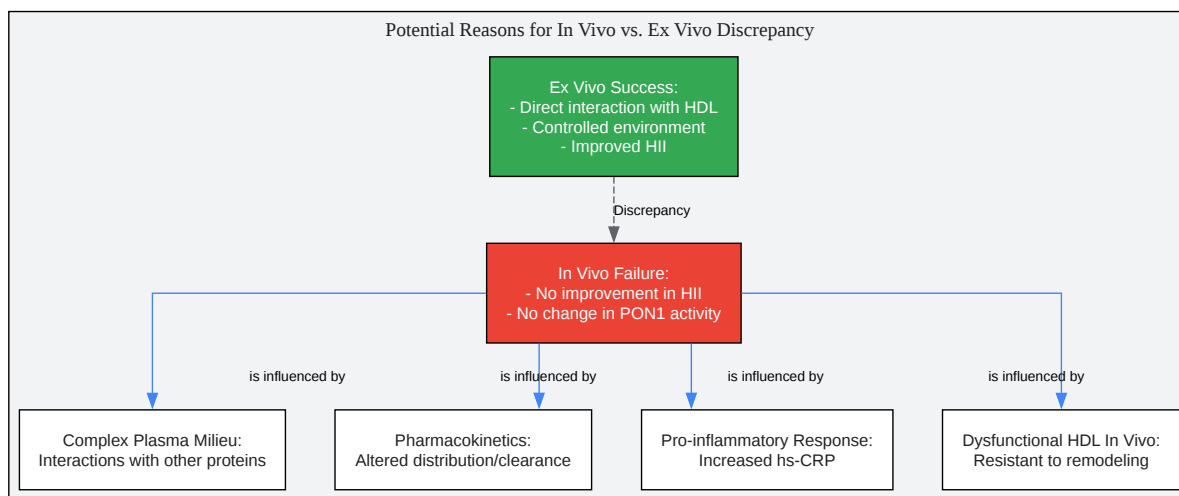 Potential Reasons for In Vivo vs. Ex Vivo Discrepancy
Ex Vivo Success:
- Direct interaction with HDL
- Controlled environment
- Improved HII
Discrepancy
In Vivo Failure:
- No improvement in HII
- No change in PON1 activity
is influenced by
is influenced by
is influenced by
is influenced by
Complex Plasma Milieu:
Interactions with other proteins
Pharmacokinetics:
Altered distribution/clearance
Pro-inflammatory Response:
Increased hs-CRP
Dysfunctional HDL In Vivo:
Resistant to remodeling